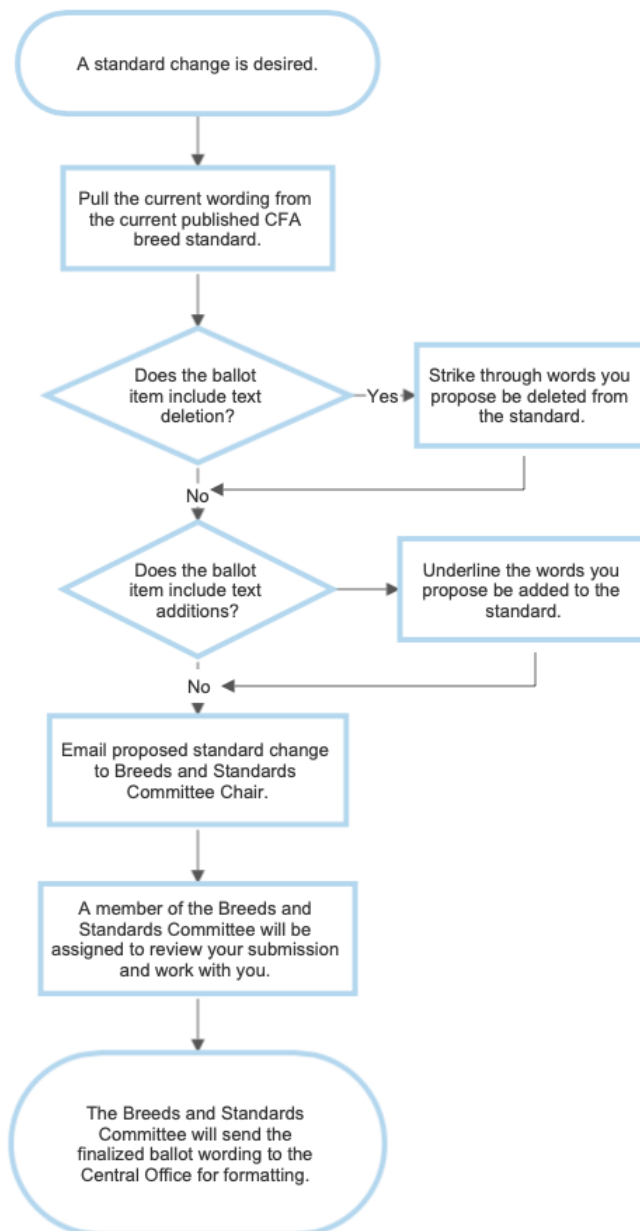 A standard change is desired.
Pull the current wording from
the current published CFA
breed standard.
Does the ballot
item include text
deletion?
Yes
Strike through words you
propose be deleted from
the standard.
No
Does the ballot
item include text
additions?
Underline the words you
propose be added to the
standard.
No
Email proposed standard change
to Breeds and Standards
Committee Chair.
A member of the Breeds and
Standards Committee will be
assigned to review your submission
and work with you.
The Breeds and Standards
Committee will send the
finalized ballot wording to the
Central Office for formatting.